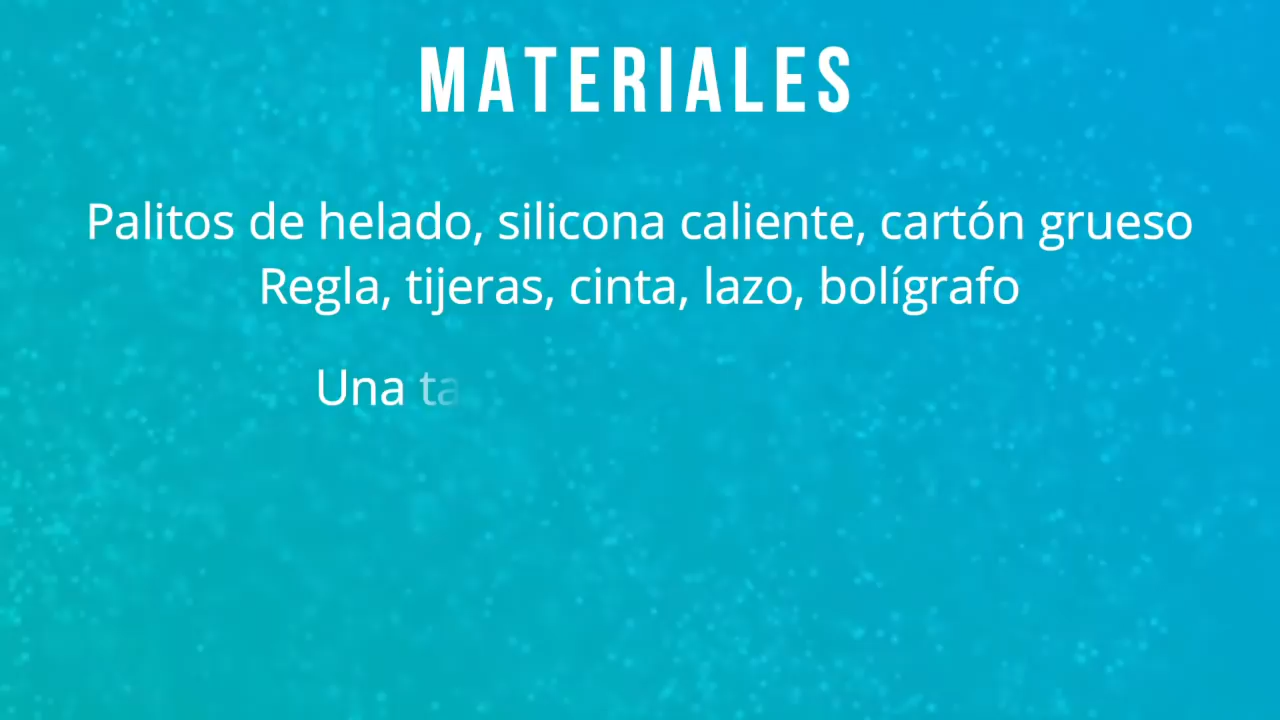 MATERIALES
Palitos de helado, silicona caliente, cartón grueso
Regla, tijeras, cinta, lazo, bolígrafo
Una